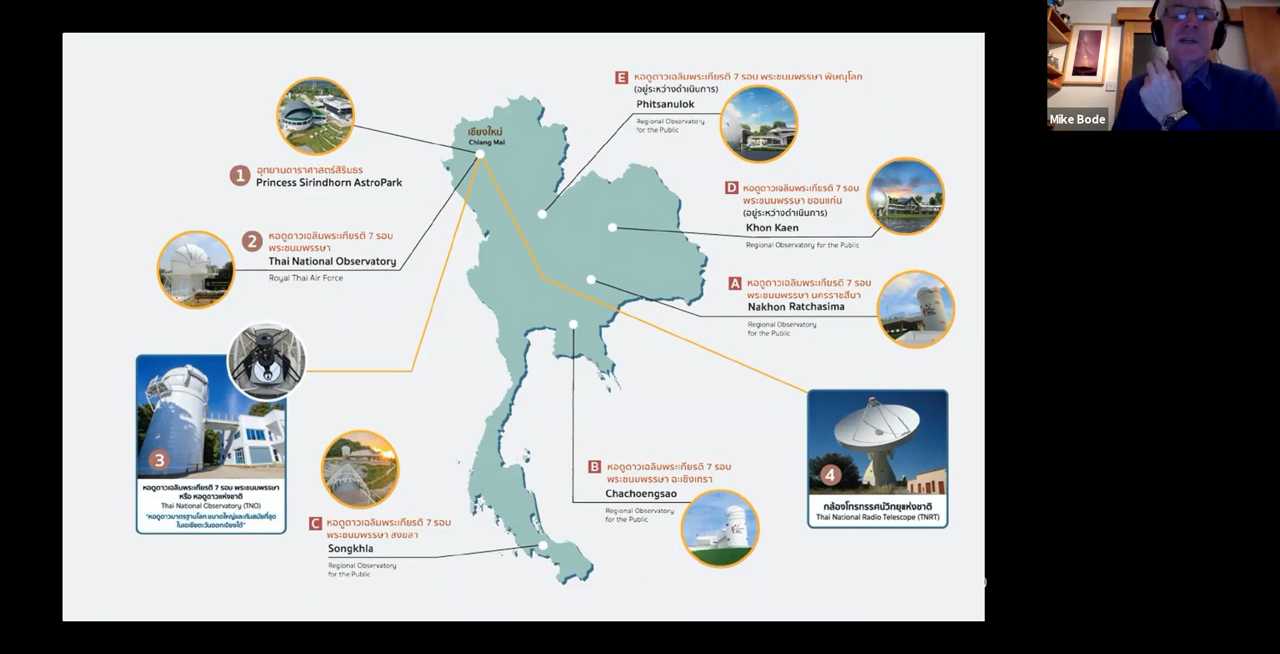 เชียงใหม่
Chiang Mai
1
อุทยานดาราศาสตร์สิรินธร
Princess Sirindhorn AstroPark
2
หอดูดาวเฉลิมพระเกียรติ 7 รอบ
พระชนมพรรษา
Thai National Observatory
Royal Thai Air Force
3
หอดูดาวเฉลิมพระเกียรติ 7 รอบ พระชนมพรรษา
หรือ หอดูดาวแห่งชาติ
Thai National Observatory (TNO)
"หอดูดาวมาตรฐานโลก ขนาดใหญ่และทันสมัยที่สุด
ในเอเชียตะวันออกเฉียงใต้"
C
หอดูดาวเฉลิมพระเกียรติ 7 รอบ
พระชนมพรรษา สงขลา
Songkhla
Regional Observatory
for the Public
E
หอดูดาวเฉลิมพระเกียรติ 7 รอบ พระชนมพรรษา พิษณุโลก
(อยู่ระหว่างดำเนินการ)
Phitsanulok
Regional Observatory
for the Public
D
หอดูดาวเฉลิมพระเกียรติ 7 รอบ
พระชนมพรรษา ขอนแก่น
(อยู่ระหว่างดำเนินการ)
Khon Kaen
Regional Observatory for the Public
A
หอดูดาวเฉลิมพระเกียรติ 7 รอบ
พระชนมพรรษา นครราชสีมา
Nakhon Ratchasima
Regional Observatory
for the Public
B
หอดูดาวเฉลิมพระเกียรติ 7 รอบ
พระชนมพรรษา ฉะเชิงเทรา
Chachoengsao
Regional Observatory
for the Public
4
กล้องโทรทรรศน์วิทยุแห่งชาติ
Thai National Radio Telescope (TNRT)
Mike Bode